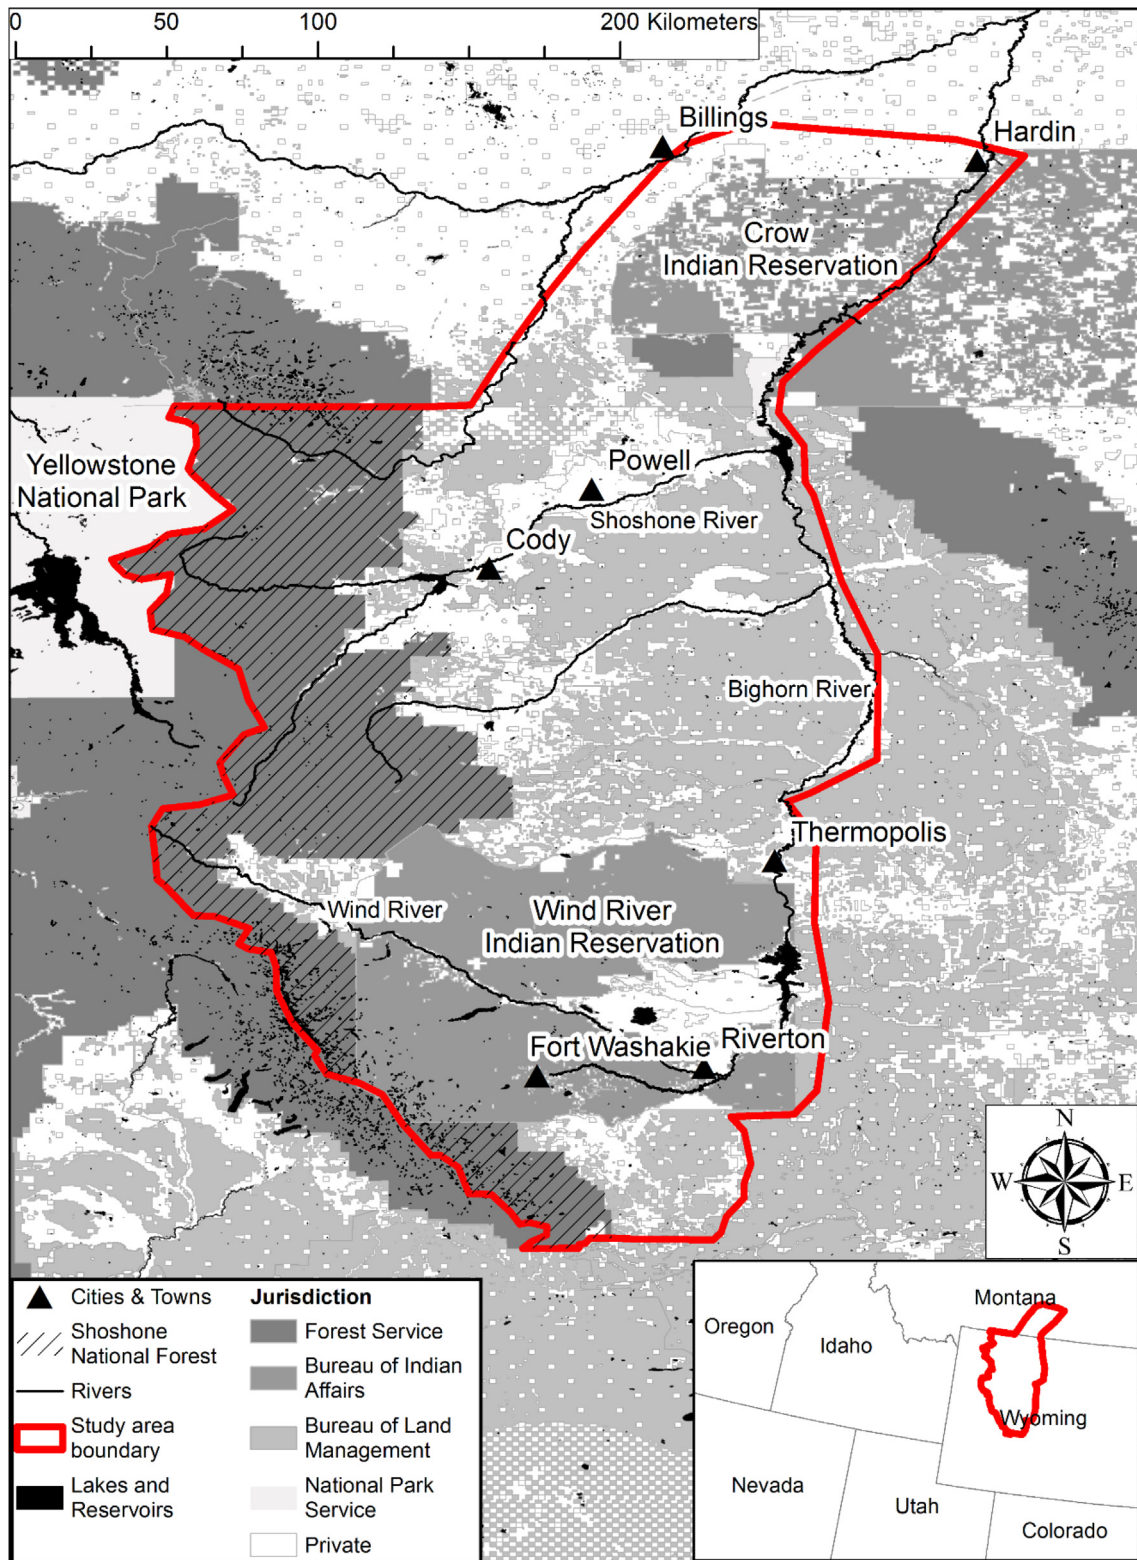 0 50 100 200 Kilometers
Billings
Hardin
Crow
Indian Reservation
Yellowstone
National Park
Powell
Shoshone River
Cody
Bighorn River
Thermopolis
Wind River
Wind River
Indian Reservation
Fort Washakie
Riverton
N
W E
S
Cities & Towns
Shoshone
National Forest
Rivers
Study area
boundary
Lakes and
Reservoirs
Jurisdiction
Forest Service
Bureau of Indian
Affairs
Bureau of Land
Management
National Park
Service
Private
Montana
Oregon
Idaho
Wyoming
Nevada
Utah
Colorado